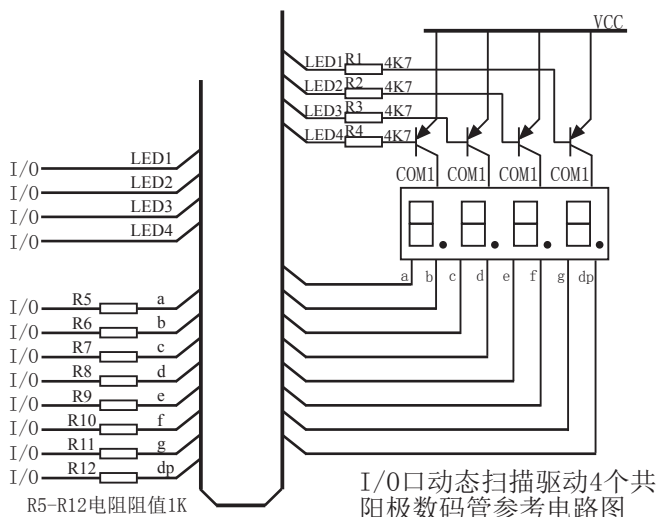 VCC
LED1 R1 4K7
LED2 R2 4K7
LED3 R3 4K7
LED4 R4 4K7
COM1 COM1 COM1 COM1
a b c d e f g dp
I/O LED1
I/O LED2
I/O LED3
I/O LED4
I/O R5 a
I/O R6 b
I/O R7 c
I/O R8 d
I/O R9 e
I/O R10 f
I/O R11 g
I/O R12 dp
R5-R12电阻阻值1K
I/O口动态扫描驱动4个共
阳极数码管参考电路图